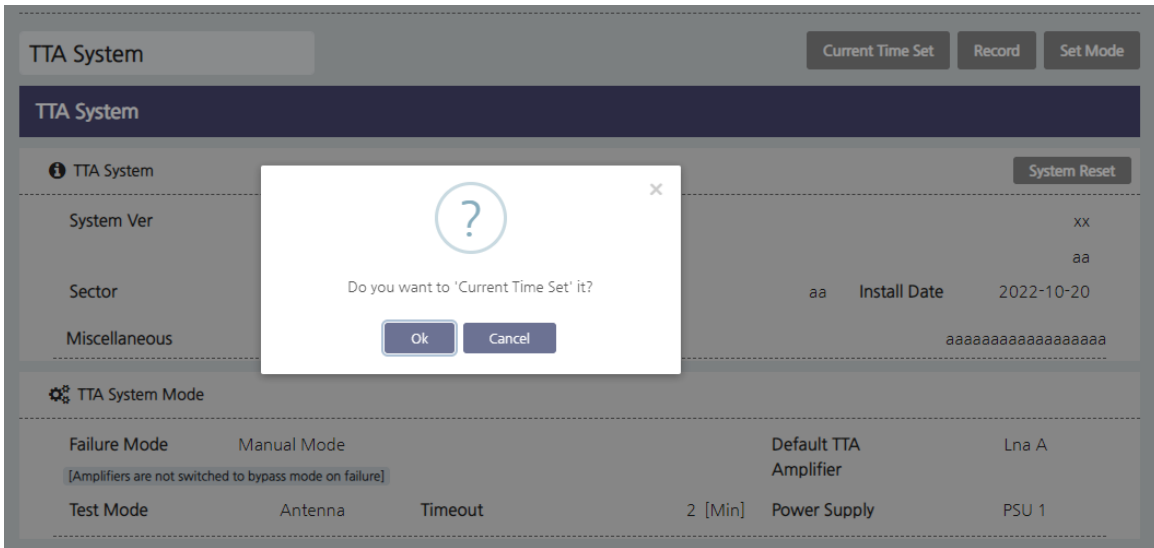 TTA System
Current Time Set Record Set Mode
TTA System
TTA System System Reset
System Ver xx
aa
?
Do you want to 'Current Time Set' it?
Sector aa Install Date 2022-10-20
Ok Cancel
Miscellaneous aaaaaaaaaaaaaaaaaa
TTA System Mode
Failure Mode Manual Mode Default TTA Amplifier Lna A
[Amplifiers are not switched to bypass mode on failure]
Test Mode Antenna Timeout 2 [Min] Power Supply PSU 1